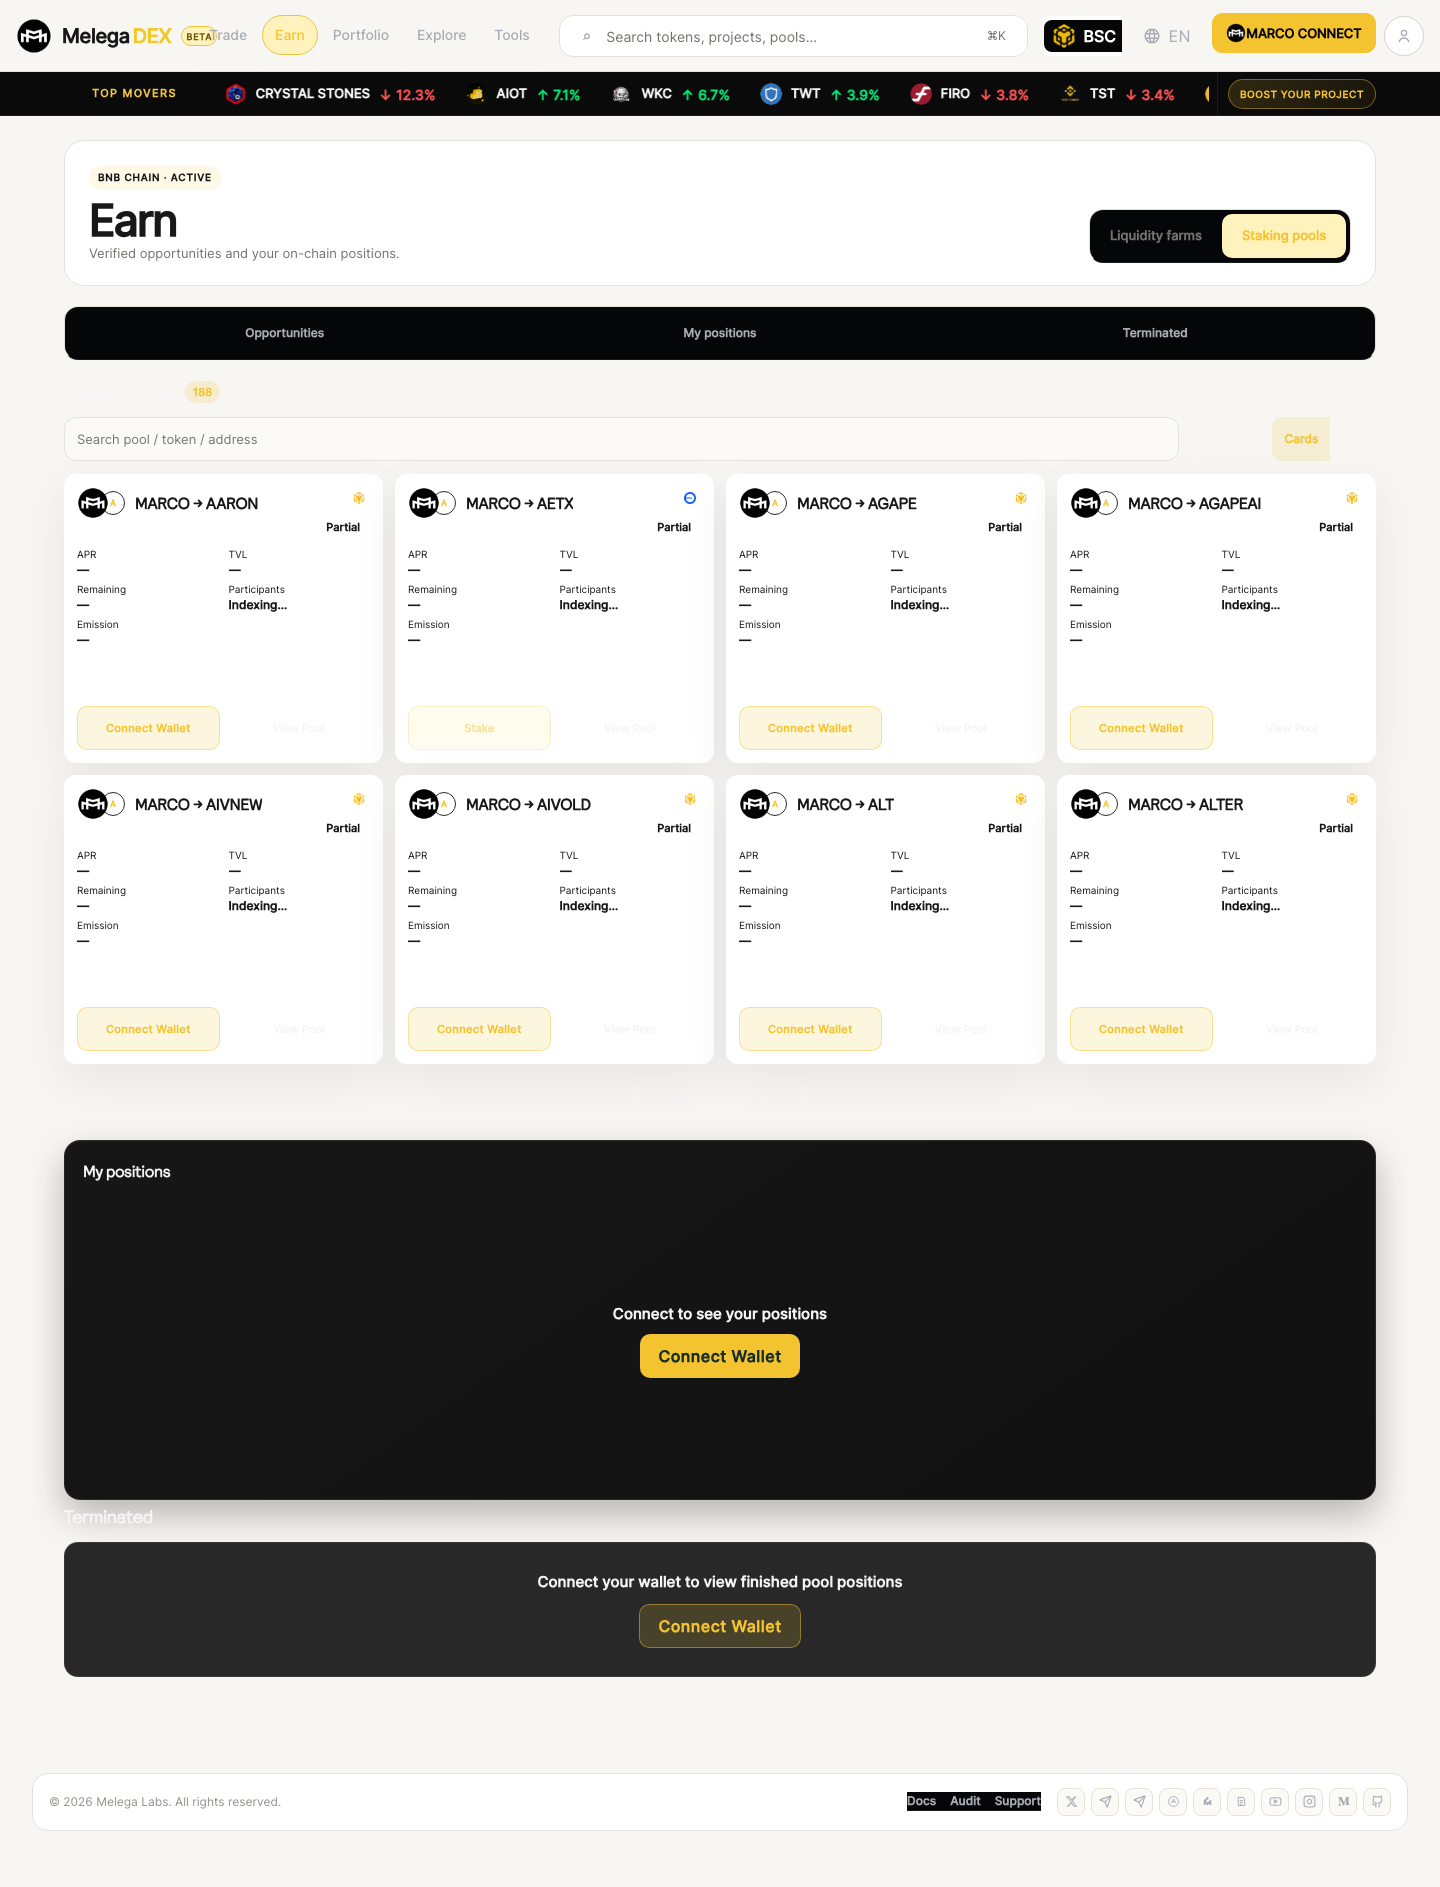 Melega DEX BETA Trade Earn Portfolio Explore Tools Search tokens, projects, pools... ⌘K BSC EN MARCO CONNECT
TOP MOVERS CRYSTAL STONES ↓ 12.3% AIOT ↑ 7.1% WKC ↑ 6.7% TWT ↑ 3.9% FIRO ↓ 3.8% TST ↓ 3.4% BOOST YOUR PROJECT
BNB CHAIN · ACTIVE
Earn
Verified opportunities and your on-chain positions.
Liquidity farms Staking pools
Opportunities My positions Terminated
188
Search pool / token / address Cards
A MARCO → AARON A MARCO → AETX A MARCO → AGAPE A MARCO → AGAPEAI
Partial Partial Partial Partial
APR TVL APR TVL APR TVL APR TVL
— — — — — — — —
Remaining Participants Remaining Participants Remaining Participants Remaining Participants
— Indexing... — Indexing... — Indexing... — Indexing...
Emission Emission Emission Emission
— — — —
Connect Wallet View Pool Stake View Pool Connect Wallet View Pool Connect Wallet View Pool
A MARCO → AIVNEW A MARCO → AIVOLD A MARCO → ALT A MARCO → ALTER
Partial Partial Partial Partial
APR TVL APR TVL APR TVL APR TVL
— — — — — — — —
Remaining Participants Remaining Participants Remaining Participants Remaining Participants
— Indexing... — Indexing... — Indexing... — Indexing...
Emission Emission Emission Emission
— — — —
Connect Wallet View Pool Connect Wallet View Pool Connect Wallet View Pool Connect Wallet View Pool
My positions
Connect to see your positions
Connect Wallet
Terminated
Connect your wallet to view finished pool positions
Connect Wallet
© 2026 Melega Labs. All rights reserved. Docs Audit Support